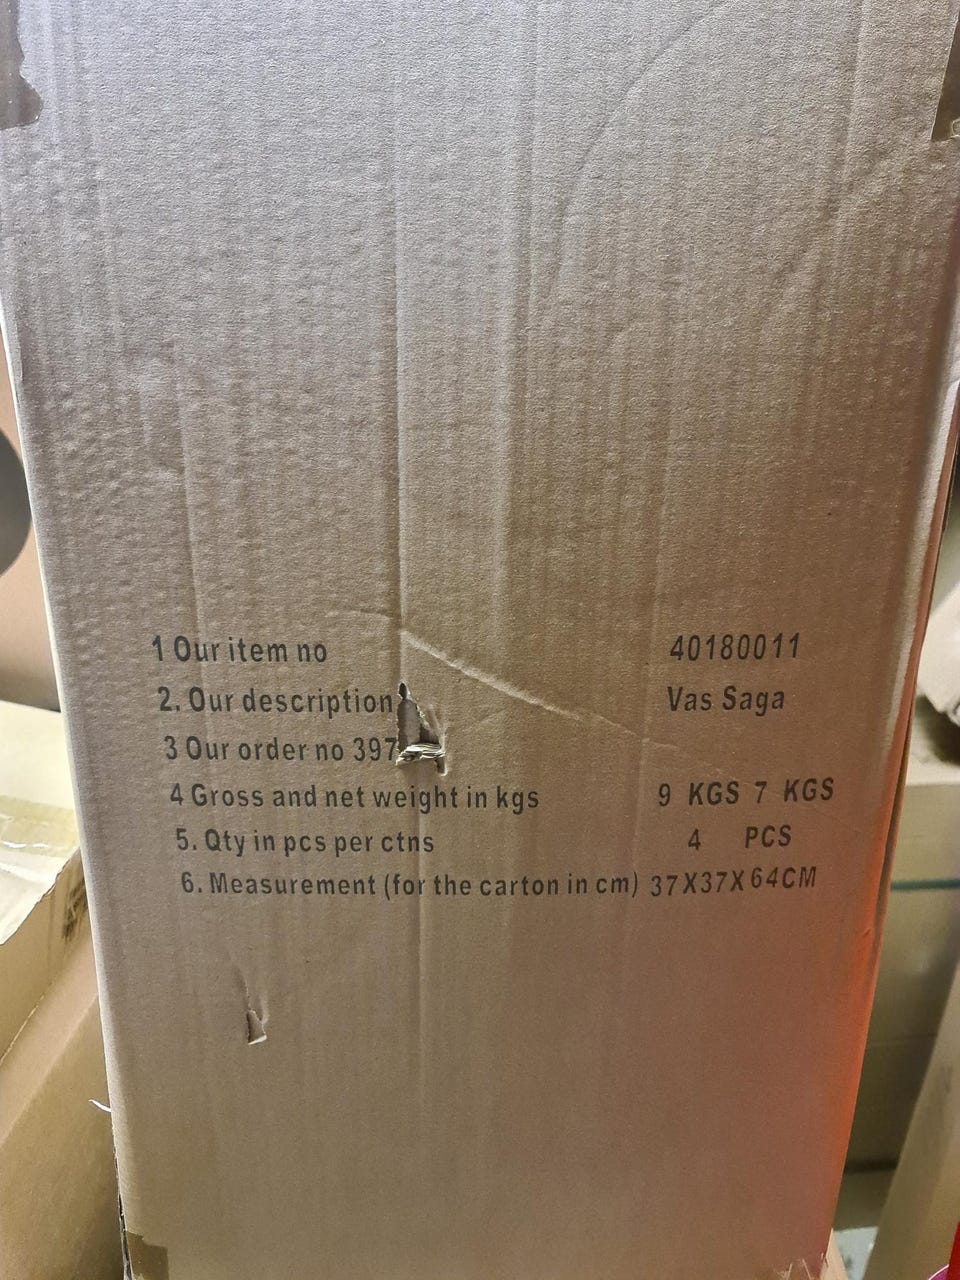 1 Our item no 40180011
2. Our description Vas Saga
3 Our order no 397
4 Gross and net weight in kgs 9 KGS 7 KGS
5. Qty in pcs per ctns 4 PCS
6. Measurement (for the carton in cm) 37X37X64CM